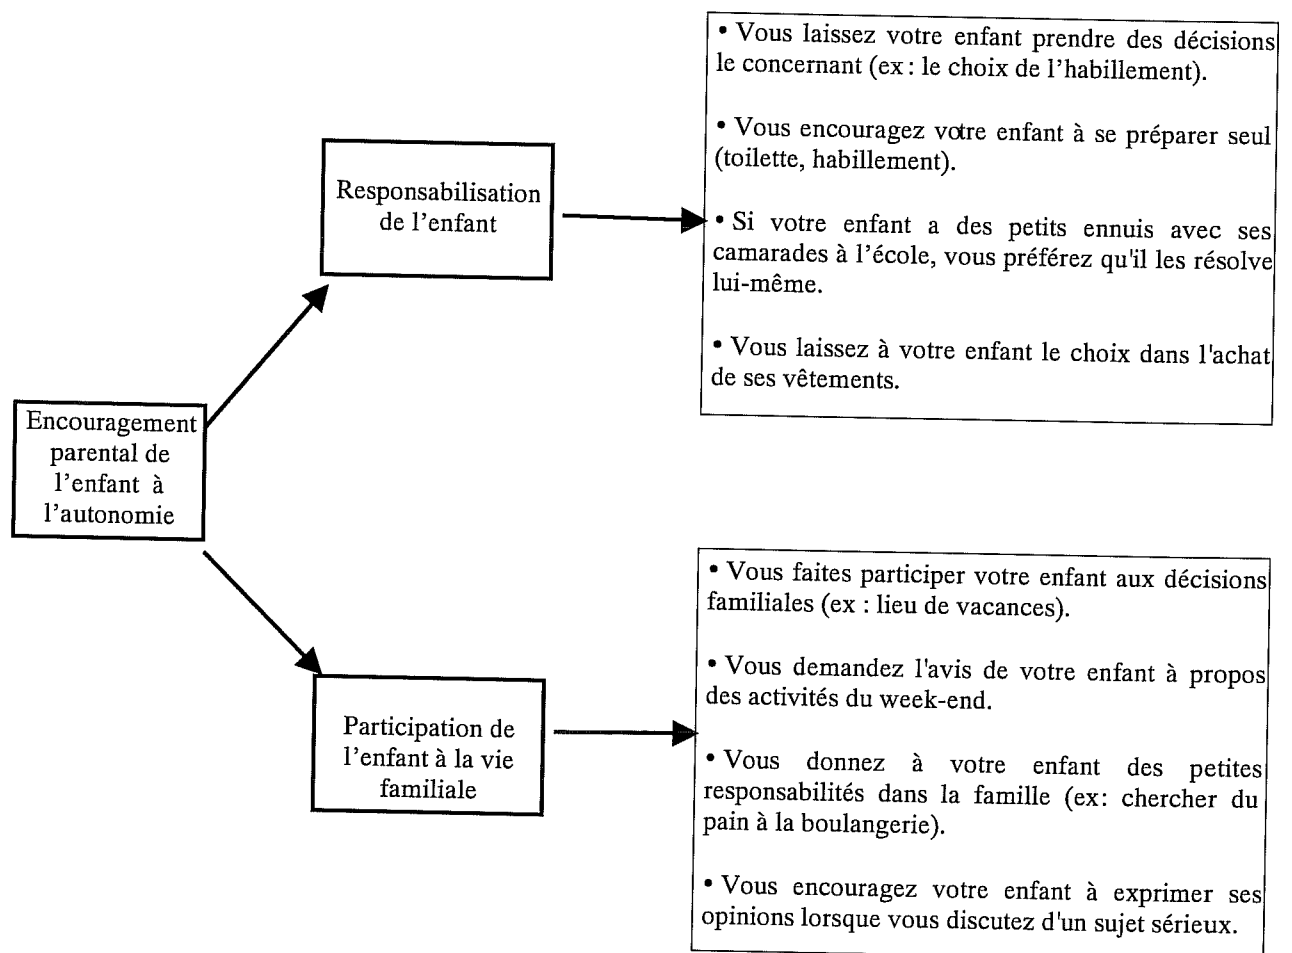 • Vous laissez votre enfant prendre des décisions
le concernant (ex : le choix de l’habillement).
• Vous encouragez votre enfant à se préparer seul
(toilette, habillement).
Responsabilisation
de l’enfant
• Si votre enfant a des petits ennuis avec ses
camarades à l’école, vous préférez qu'il les résolve
lui-même.
• Vous laissez à votre enfant le choix dans l'achat
de ses vêtements.
Encouragement
parental de
l’enfant à
l’autonomie
• Vous faites participer votre enfant aux décisions
familiales (ex : lieu de vacances).
• Vous demandez l'avis de votre enfant à propos
des activités du week-end.
Participation de
l’enfant à la vie
familiale
• Vous donnez à votre enfant des petites
responsabilités dans la famille (ex: chercher du
pain à la boulangerie).
• Vous encouragez votre enfant à exprimer ses
opinions lorsque vous discutez d'un sujet sérieux.